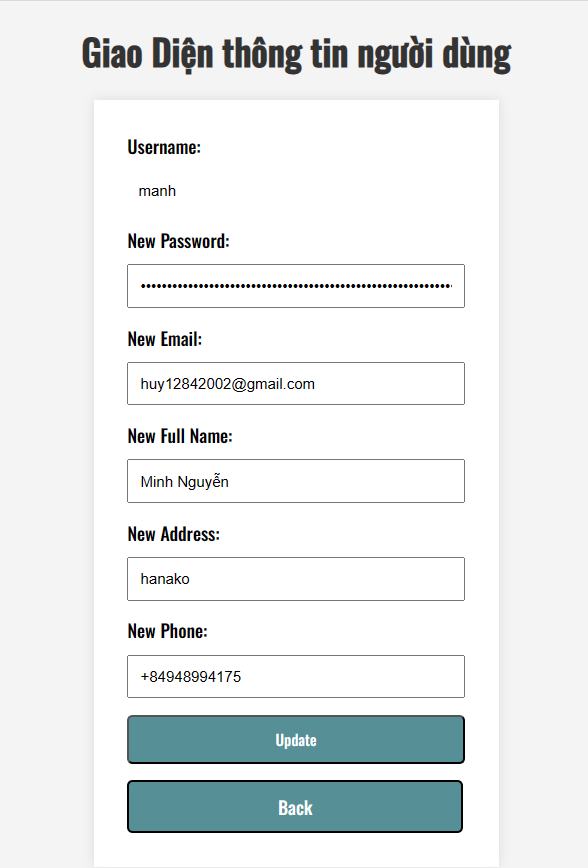 Giao Diện thông tin người dùng
Username:
manh
New Password:
••••••••••••••••••••••••••••••••••••••••••••••••••••••••••••
New Email:
huy12842002@gmail.com
New Full Name:
Minh Nguyễn
New Address:
hanako
New Phone:
+84948994175
Update
Back